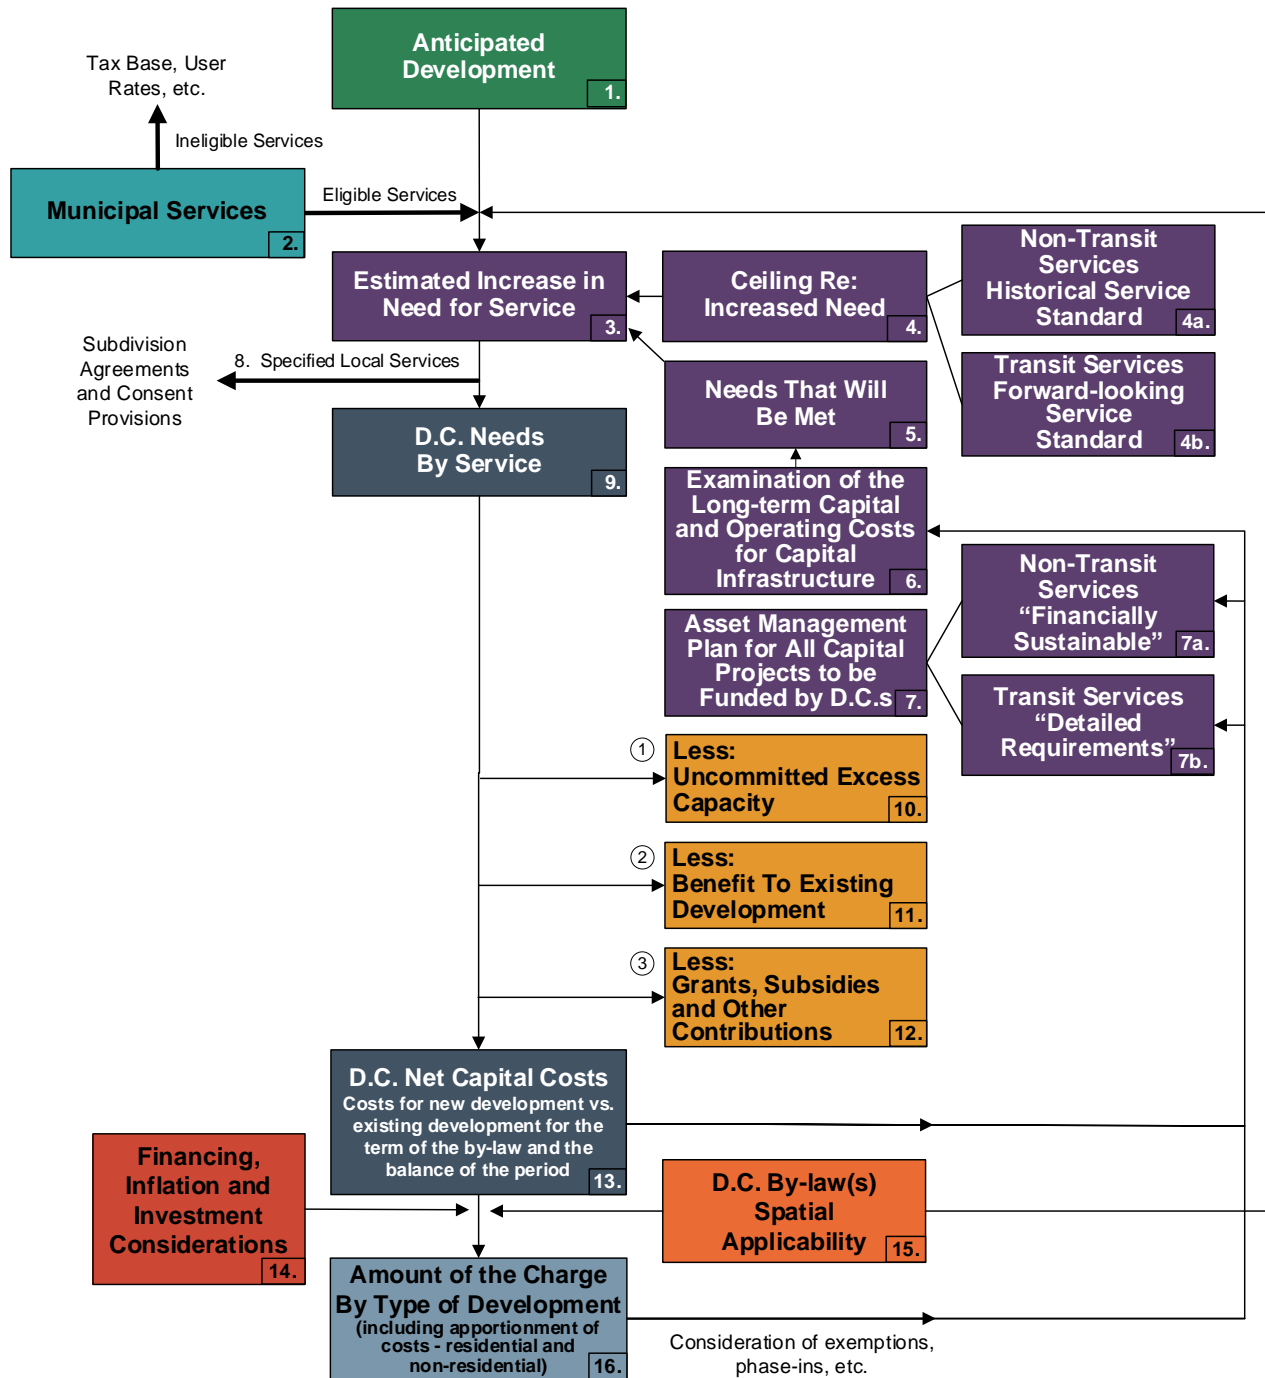 Anticipated
Development
1.
Tax Base, User
Rates, etc.
Ineligible Services
Municipal Services
2.
Eligible Services
Estimated Increase in
Need for Service
3.
Ceiling Re:
Increased Need
4.
Non-Transit
Services
Historical Service
Standard
4a.
Transit Services
Forward-looking
Service
Standard
4b.
Subdivision
Agreements
and Consent
Provisions
8. Specified Local Services
Needs That Will
Be Met
5.
D.C. Needs
By Service
9.
Examination of the
Long-term Capital
and Operating Costs
for Capital
Infrastructure
6.
Non-Transit
Services
“Financially
Sustainable”
7a.
Asset Management
Plan for All Capital
Projects to be
Funded by D.C.s
7.
Transit Services
“Detailed
Requirements”
7b.
1
Less:
Uncommitted Excess
Capacity
10.
2
Less:
Benefit To Existing
Development
11.
3
Less:
Grants, Subsidies
and Other
Contributions
12.
D.C. Net Capital Costs
Costs for new development vs.
existing development for the
term of the by-law and the
balance of the period
13.
Financing,
Inflation and
Investment
Considerations
14.
D.C. By-law(s)
Spatial
Applicability
15.
Amount of the Charge
By Type of Development
(including apportionment of
costs - residential and
non-residential)
16.
Consideration of exemptions,
phase-ins, etc.